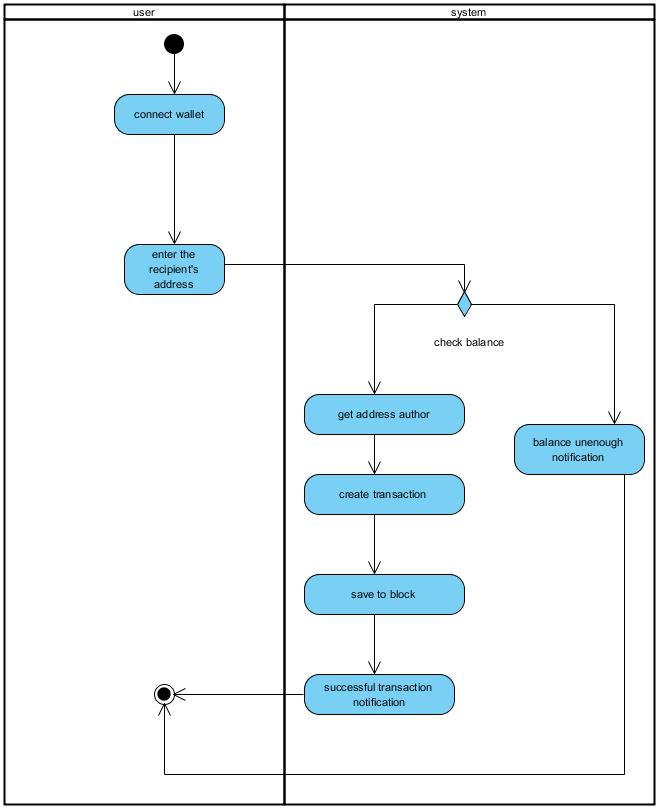 user
system
connect wallet
enter the
recipient's
address
check balance
get address author
balance unenough
notification
create transaction
save to block
successful transaction
notification